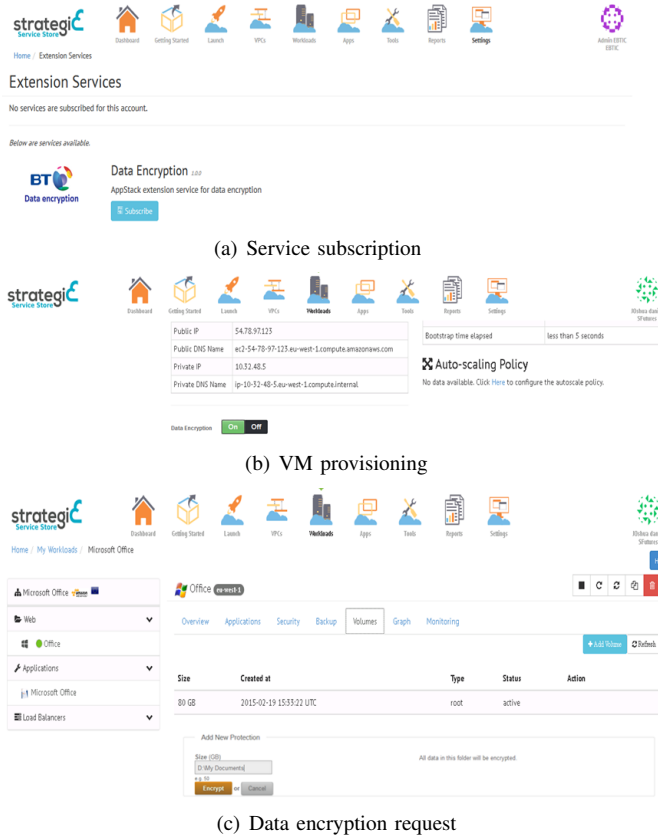 strategiC
Service Store
Dashboard Getting Started Launch VPCs Workloads Apps Tools Reports Settings
Admin EBTIC
EBTIC
Home / Extension Services
Extension Services
No services are subscribed for this account.
Below are services available.
BT
Data encryption
Data Encryption 1.0.0
AppStack extension service for data encryption
Subscribe
(a) Service subscription
strategiC
Service Store
Dashboard Getting Started Launch VPCs Workloads Apps Tools Reports Settings
SFutures
Public IP 54.78.97.123
Public DNS Name ec2-54-78-97-123.eu-west-1.compute.amazonaws.com
Private IP 10.32.48.5
Private DNS Name ip-10-32-48-5.eu-west-1.compute.internal
Bootstrap time elapsed less than 5 seconds
Auto-scaling Policy
No data available. Click Here to configure the autoscale policy.
Data Encryption On Off
(b) VM provisioning
strategiC
Service Store
Dashboard Getting Started Launch VPCs Workloads Apps Tools Reports Settings
SFutures
Home / My Workloads / Microsoft Office
Microsoft Office amazon
Web
Office
Applications
Microsoft Office
Load Balancers
Office eu-west-1
Overview Applications Security Backup Volumes Graph Monitoring
+Add Volume Refresh
Size Created at Type Status Action
80 GB 2015-02-19 15:33:22 UTC root active
Add New Protection
Size (GB)
D:\My Documents
e.g. 10
Encrypt or Cancel
All data in this folder will be encrypted.
(c) Data encryption request